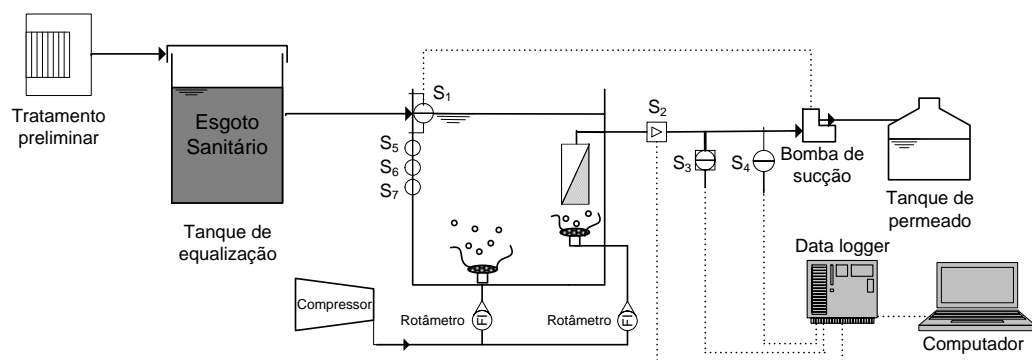 Tratamento
preliminar
Esgoto
Sanitário
Tanque de
equalização
S1
S5
S6
S7
S2
S3
S4
Bomba de
sucção
Tanque de
permeado
Compressor
Rotâmetro
FI
Rotâmetro
FI
Data logger
Computador